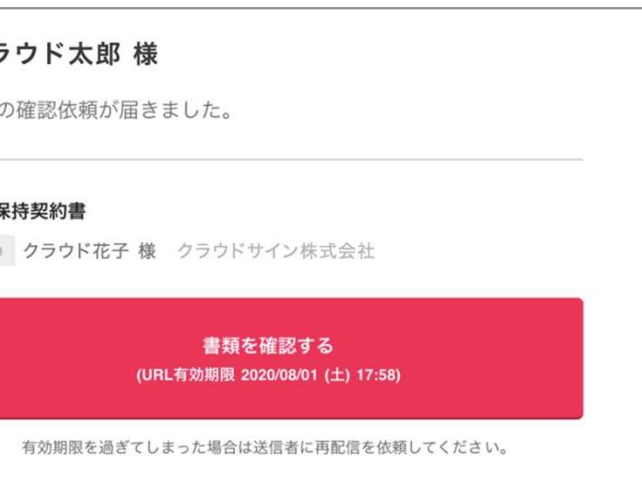 ラウド太郎 様
の確認依頼が届きました。
保持契約書
クラウド花子 様 クラウドサイン株式会社
書類を確認する
(URL有効期限 2020/08/01 (土) 17:58)
有効期限を過ぎてしまった場合は送信者に再配信を依頼してください。